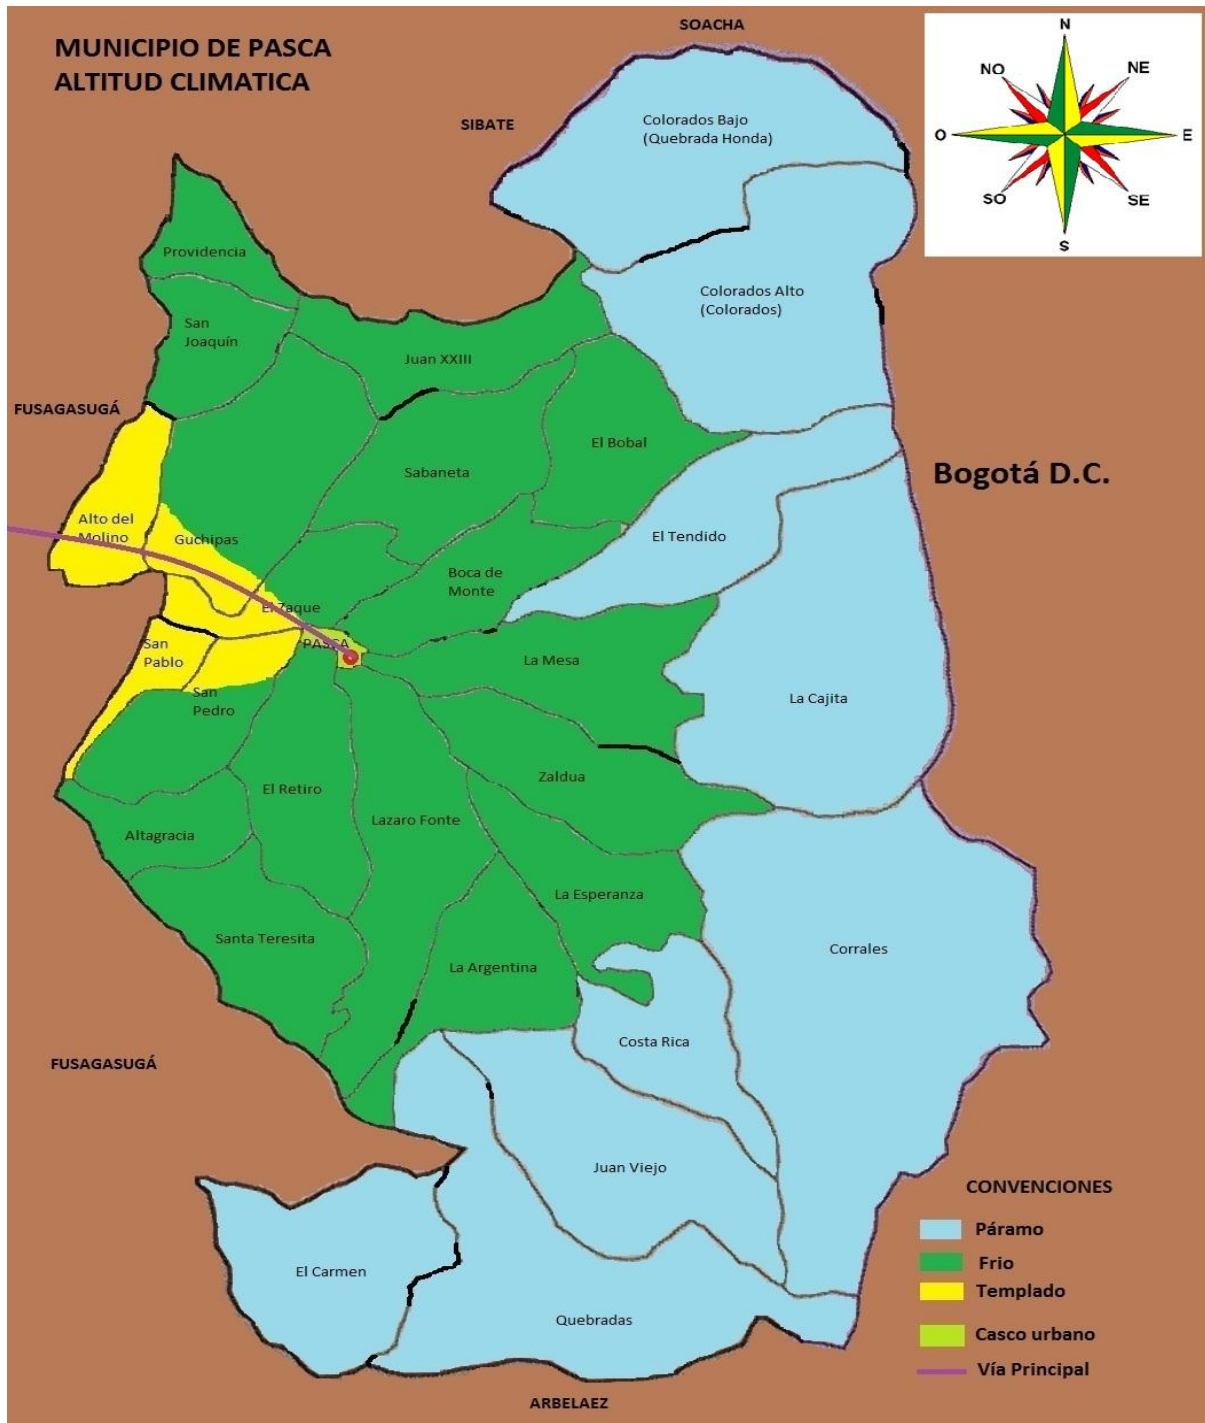 MUNICIPIO DE PASCA
ALTITUD CLIMATICA
SOACHA
N
NO
NE
O
E
SO
SE
S
SIBATE
Colorados Bajo
(Quebrada Honda)
Providencia
Colorados Alto
(Colorados)
San
Joaquín
Juan XXIII
FUSAGASUGÁ
El Bobal
Sabaneta
Bogotá D.C.
Alto del
Molino
Guchipas
El Tendido
Boca de
Monte
El Zaque
PASCA
San
Pablo
La Mesa
San
Pedro
La Cajita
Zaldua
El Retiro
Lazaro Fonte
Altagracia
La Esperanza
Santa Teresita
Corrales
La Argentina
Costa Rica
FUSAGASUGÁ
Juan Viejo
CONVENCIONES
Páramo
Frio
Templado
Casco urbano
Vía Principal
El Carmen
Quebradas
ARBELAEZ